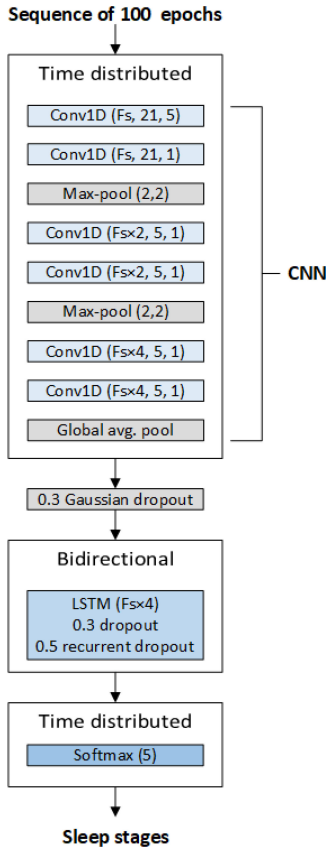 Sequence of 100 epochs
Time distributed
Conv1D (Fs, 21, 5)
Conv1D (Fs, 21, 1)
Max-pool (2,2)
Conv1D (Fs×2, 5, 1)
Conv1D (Fs×2, 5, 1)
Max-pool (2,2)
Conv1D (Fs×4, 5, 1)
Conv1D (Fs×4, 5, 1)
Global avg. pool
CNN
0.3 Gaussian dropout
Bidirectional
LSTM (Fs×4)
0.3 dropout
0.5 recurrent dropout
Time distributed
Softmax (5)
Sleep stages